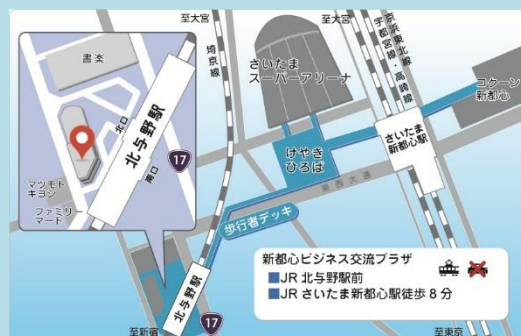 至大宮
埼京線
至大宮
宇都宮線・高崎線
京浜東北線
書楽
北口
北与野駅
南口
17
マツモト
キヨシ
ファミリー
マート
さいたま
スーパーアリーナ
けやき
ひろば
さいたま
新都心駅
コクーン
新都心
東西大通
歩行者デッキ
北与野駅
17
至新宿
至東京
新都心ビジネス交流プラザ
■JR 北与野駅前
■JR さいたま新都心駅徒歩 8 分